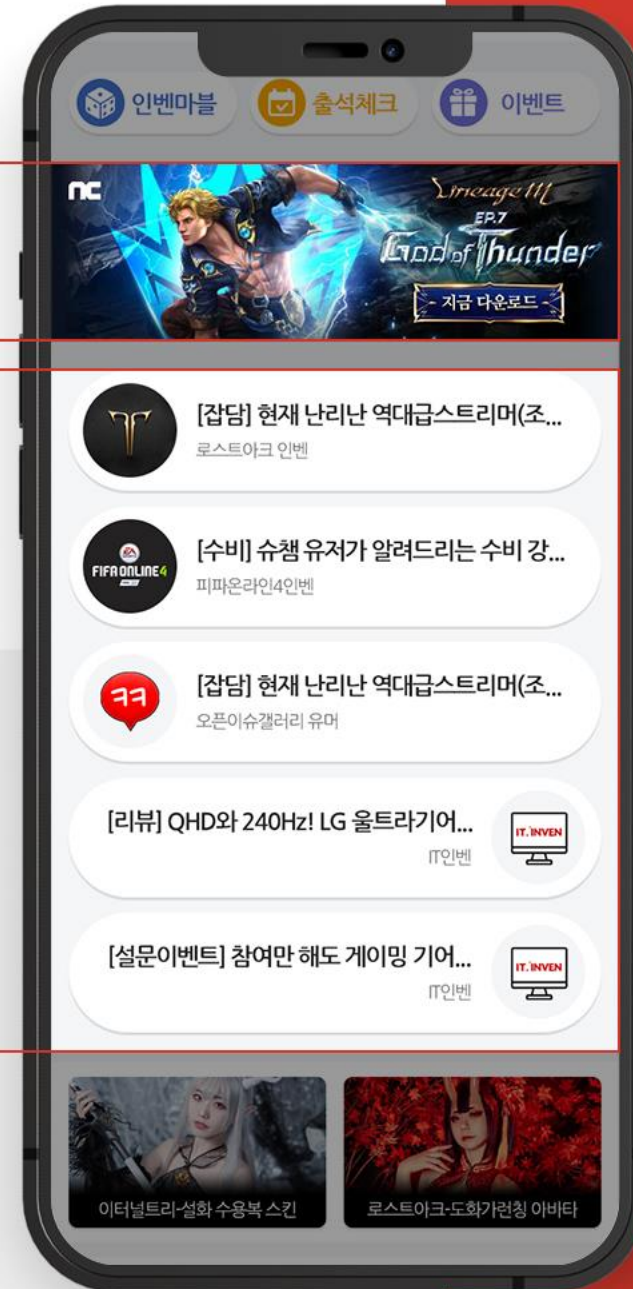 인벤마블
출석체크
이벤트
nc
Lineage M
EP.7
God of Thunder
지금 다운로드
[잡담] 현재 난리난 역대급스트리머(조...
로스트아크 인벤
[수비] 슈챔 유저가 알려드리는 수비 강...
EA SPORTS
FIFA ONLINE 4
피파온라인4인벤
[잡담] 현재 난리난 역대급스트리머(조...
ㅋㅋ
오픈이슈갤러리 유머
[리뷰] QHD와 240Hz! LG 울트라기어...
IT.INVEN
IT인벤
[설문이벤트] 참여만 해도 게이밍 기어...
IT.INVEN
IT인벤
이터널트리-설화 수용복 스킨
로스트아크-도화가런칭 아바타